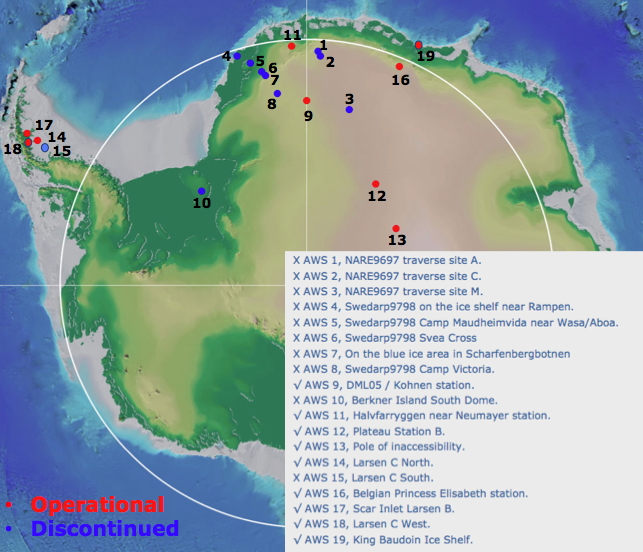 11
1
4
2
19
5
6
7
16
8
9
3
17
14
18
15
10
12
13
X AWS 1, NARE9697 traverse site A.
X AWS 2, NARE9697 traverse site C.
X AWS 3, NARE9697 traverse site M.
X AWS 4, Swedarp9798 on the ice shelf near Rampen.
X AWS 5, Swedarp9798 Camp Maudheimvida near Wasa/Aboa.
X AWS 6, Swedarp9798 Svea Cross
X AWS 7, On the blue ice area in Scharfenbergbotnen
X AWS 8, Swedarp9798 Camp Victoria.
√ AWS 9, DML05 / Kohnen station.
X AWS 10, Berkner Island South Dome.
√ AWS 11, Halvfarryggen near Neumayer station.
√ AWS 12, Plateau Station B.
√ AWS 13, Pole of inaccessibility.
√ AWS 14, Larsen C North.
X AWS 15, Larsen C South.
√ AWS 16, Belgian Princess Elisabeth station.
√ AWS 17, Scar Inlet Larsen B.
√ AWS 18, Larsen C West.
√ AWS 19, King Baudoin Ice Shelf.
• Operational
• Discontinued